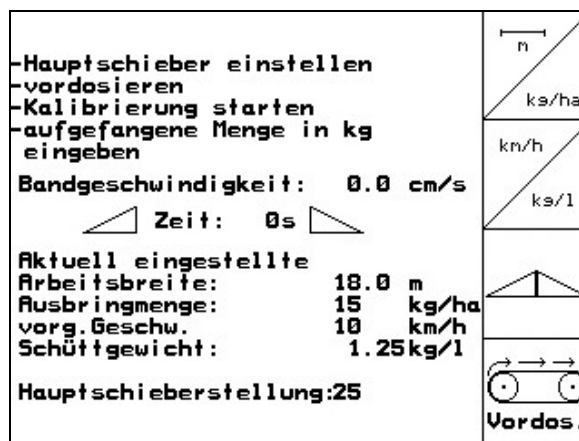 -Hauptschieber einstellen
-vordosieren
-Kalibrierung starten
-aufgefangene Menge in kg
eingeben
Bandgeschwindigkeit: 0.0 cm/s
Zeit: 0s
Aktuell eingestellte
Arbeitsbreite: 18.0 m
Ausbringmenge: 15 kg/ha
vorg.Geschw. 10 km/h
Schüttgewicht: 1.25kg/l
Hauptschieberstellung:25
m
kg/ha
km/h
kg/l
Vordos.